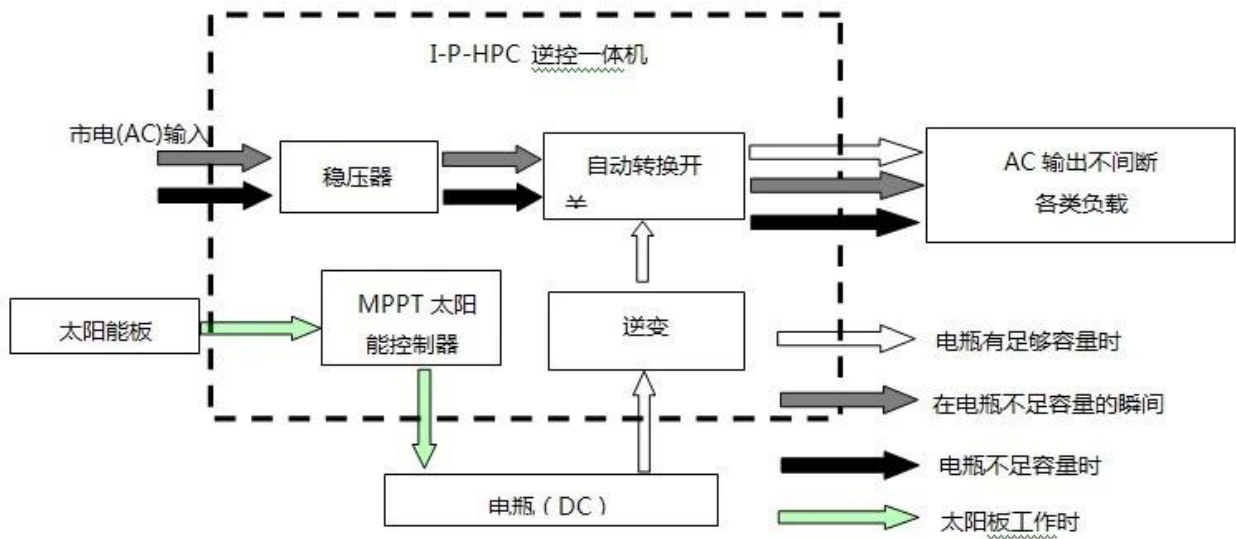 I-P-HPC 逆控一体机
市电(AC)输入
稳压器
自动转换开
关
AC 输出不间断
各类负载
太阳能板
MPPT 太阳
能控制器
逆变
电瓶有足够容量时
在电瓶不足容量的瞬间
电瓶不足容量时
电瓶（DC）
太阳板工作时